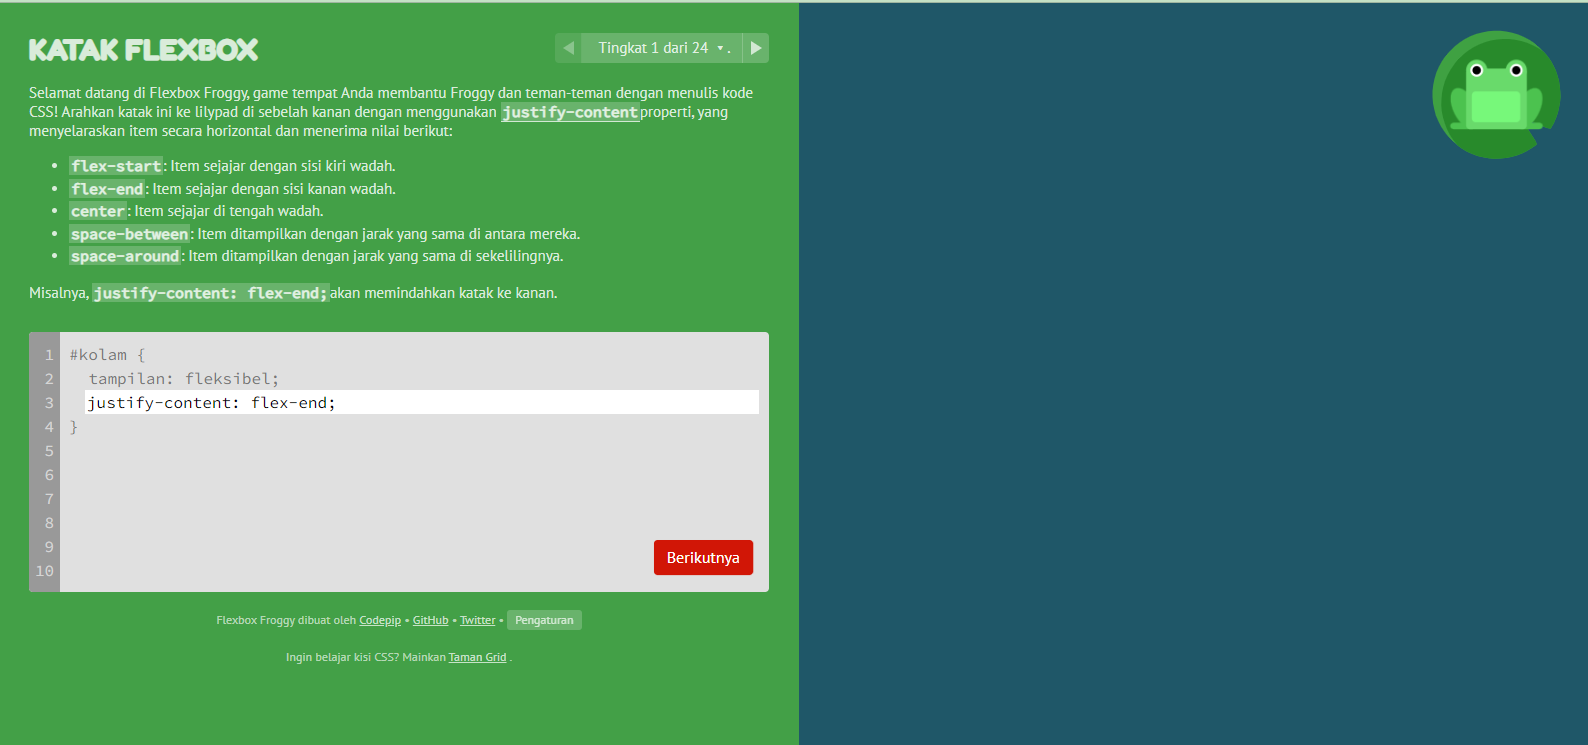 KATAK FLEXBOX
Tingkat 1 dari 24 .
Selamat datang di Flexbox Froggy, game tempat Anda membantu Froggy dan teman-teman dengan menulis kode
CSS! Arahkan katak ini ke lilypad di sebelah kanan dengan menggunakan justify-content properti, yang
menyelaraskan item secara horizontal dan menerima nilai berikut:
• flex-start: Item sejajar dengan sisi kiri wadah.
• flex-end: Item sejajar dengan sisi kanan wadah.
• center: Item sejajar di tengah wadah.
• space-between: Item ditampilkan dengan jarak yang sama di antara mereka.
• space-around: Item ditampilkan dengan jarak yang sama di sekelilingnya.
Misalnya, justify-content: flex-end; akan memindahkan katak ke kanan.
1 #kolam {
2 tampilan: fleksibel;
3 justify-content: flex-end;
4 }
5
6
7
8
9
10
Berikutnya
Flexbox Froggy dibuat oleh Codepip • GitHub • Twitter • Pengaturan
Ingin belajar kisi CSS? Mainkan Taman Grid .